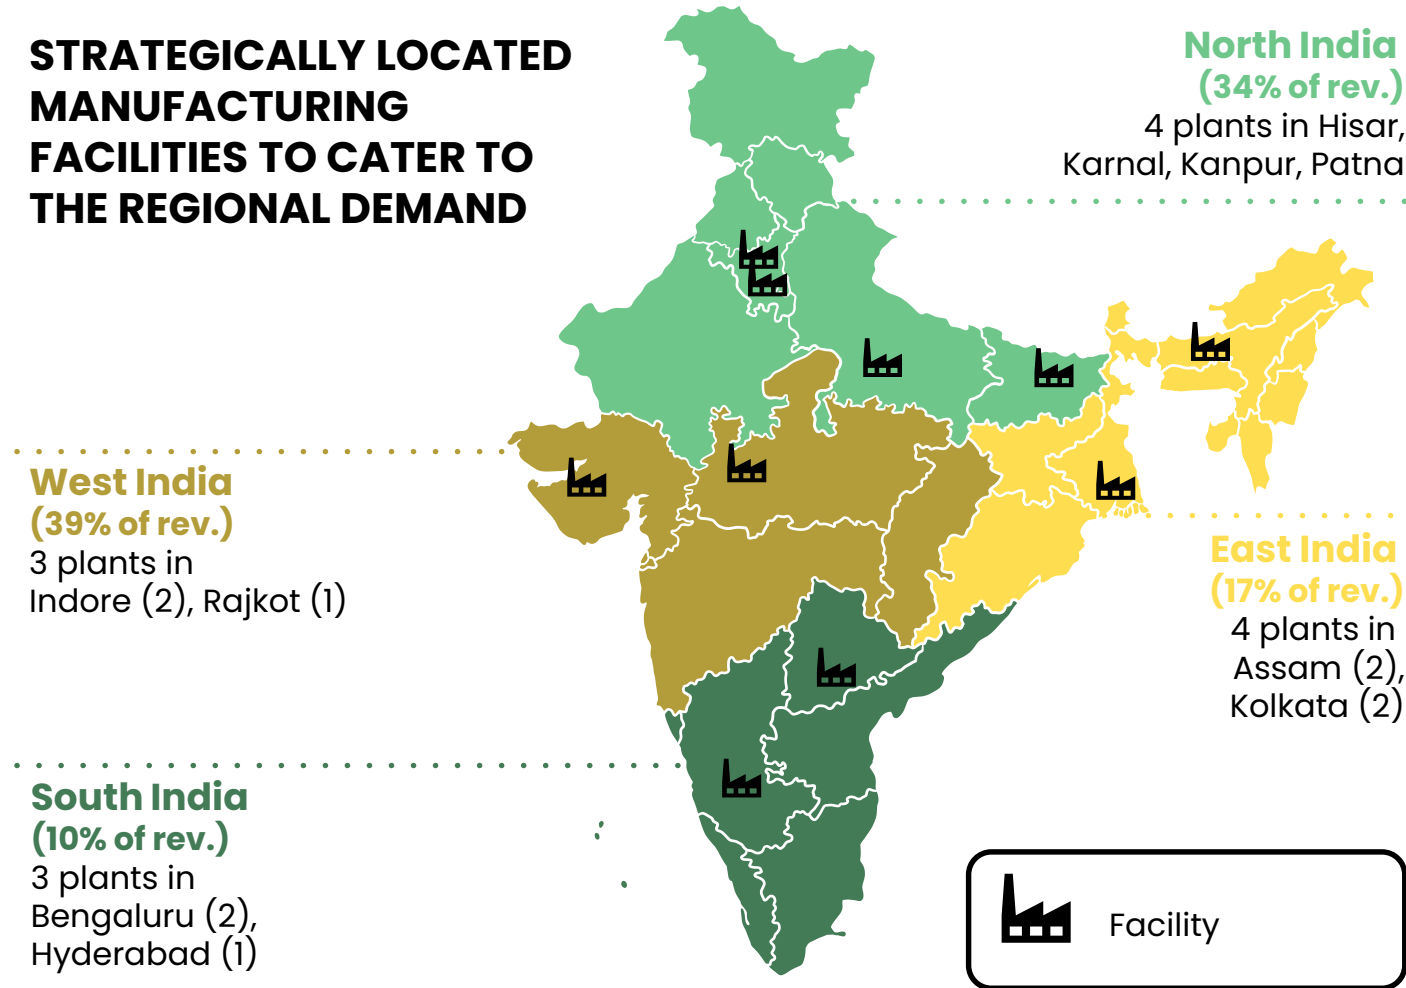 STRATEGICALLY LOCATED
MANUFACTURING
FACILITIES TO CATER TO
THE REGIONAL DEMAND
North India
(34% of rev.)
4 plants in Hisar,
Karnal, Kanpur, Patna
West India
(39% of rev.)
3 plants in
Indore (2), Rajkot (1)
East India
(17% of rev.)
4 plants in
Assam (2),
Kolkata (2)
South India
(10% of rev.)
3 plants in
Bengaluru (2),
Hyderabad (1)
Facility